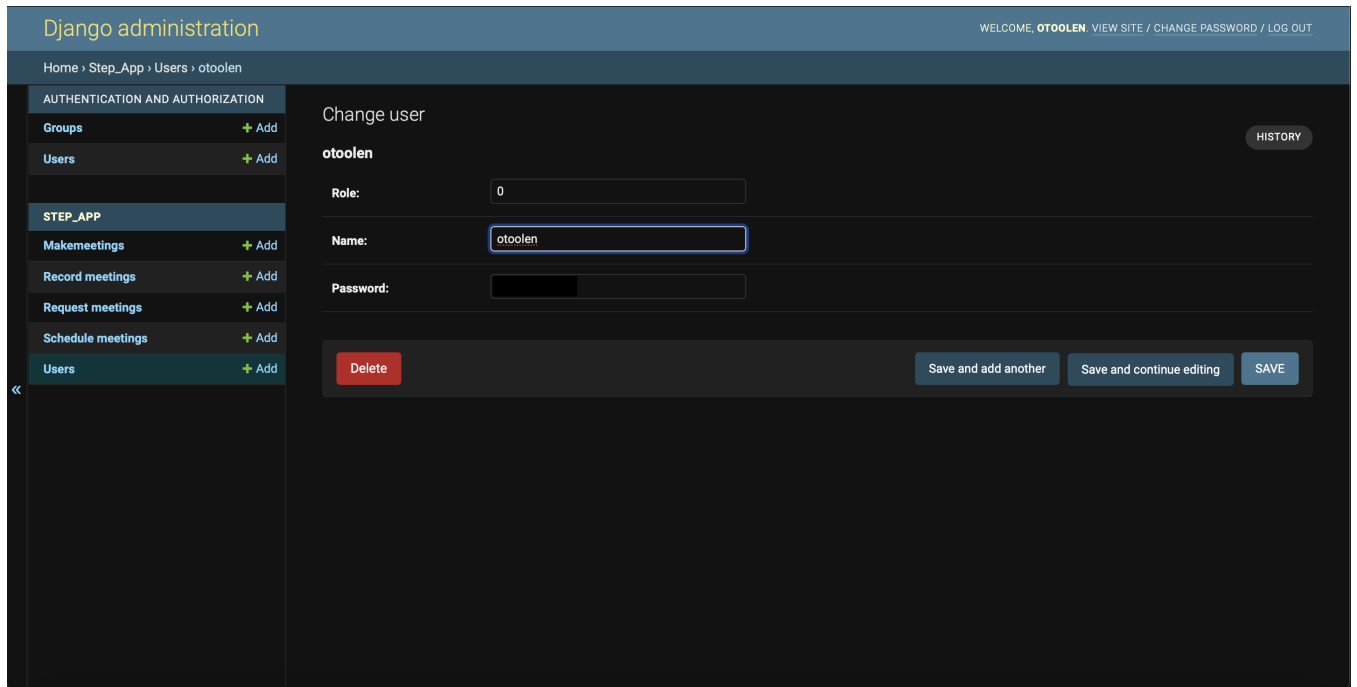 Django administration
WELCOME, OTOOLEN. VIEW SITE / CHANGE PASSWORD / LOG OUT
Home › Step_App › Users › otoolen
AUTHENTICATION AND AUTHORIZATION
Groups + Add
Users + Add
STEP_APP
Makemeetings + Add
Record meetings + Add
Request meetings + Add
Schedule meetings + Add
Users + Add
«
Change user
HISTORY
otoolen
Role: 0
Name: otoolen
Password:
Delete
Save and add another
Save and continue editing
SAVE